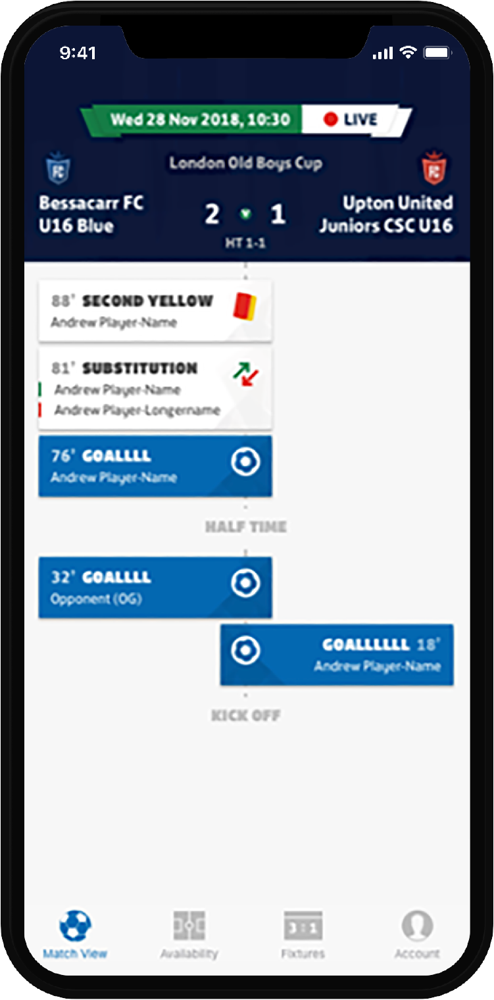 9:41
Wed 28 Nov 2018, 10:30 LIVE
London Old Boys Cup
FC
FC
Bessacarr FC
U16 Blue
2 1
Upton United
Juniors CSC U16
HT 1-1
88' SECOND YELLOW
Andrew Player-Name
81' SUBSTITUTION
Andrew Player-Name
Andrew Player-Longername
76' GOALLLL
Andrew Player-Name
HALF TIME
32' GOALLLL
Opponent (OG)
GOALLLLLL 18'
Andrew Player-Name
KICK OFF
3 : 1
Match View Availability Fixtures Account